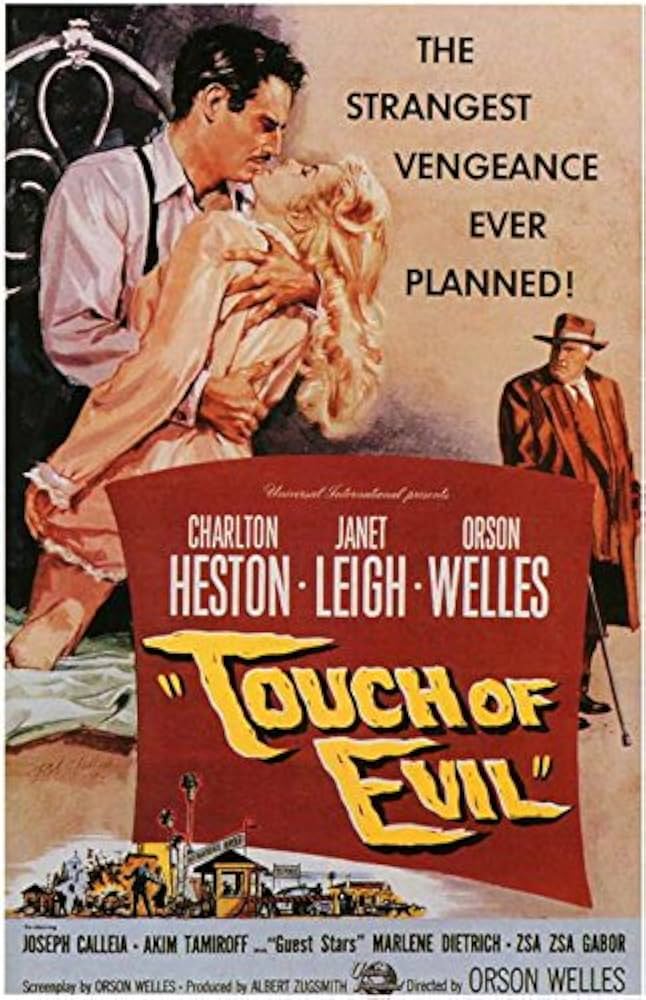 THE
STRANGEST
VENGEANCE
EVER
PLANNED!
Universal International presents
CHARLTON HESTON · JANET LEIGH · ORSON WELLES
"TOUCH OF
EVIL"
JOSEPH CALLEIA · AKIM TAMIROFF ... "Guest Stars" MARLENE DIETRICH · ZSA ZSA GABOR
Screenplay by ORSON WELLES · Produced by ALBERT ZUGSMITH Directed by ORSON WELLES